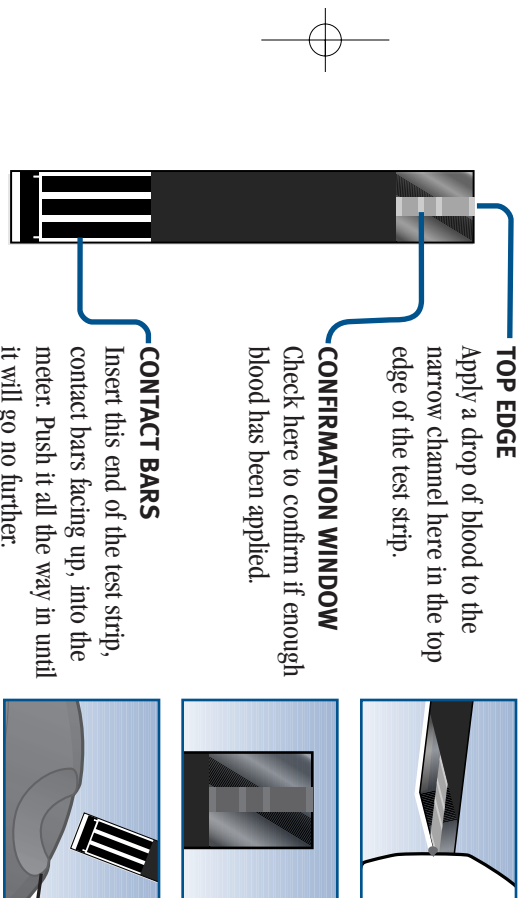 TOP EDGE
Apply a drop of blood to the
narrow channel here in the top
edge of the test strip.
CONFIRMATION WINDOW
Check here to confirm if enough
blood has been applied.
CONTACT BARS
Insert this end of the test strip,
contact bars facing up, into the
meter. Push it all the way in until
it will go no further.